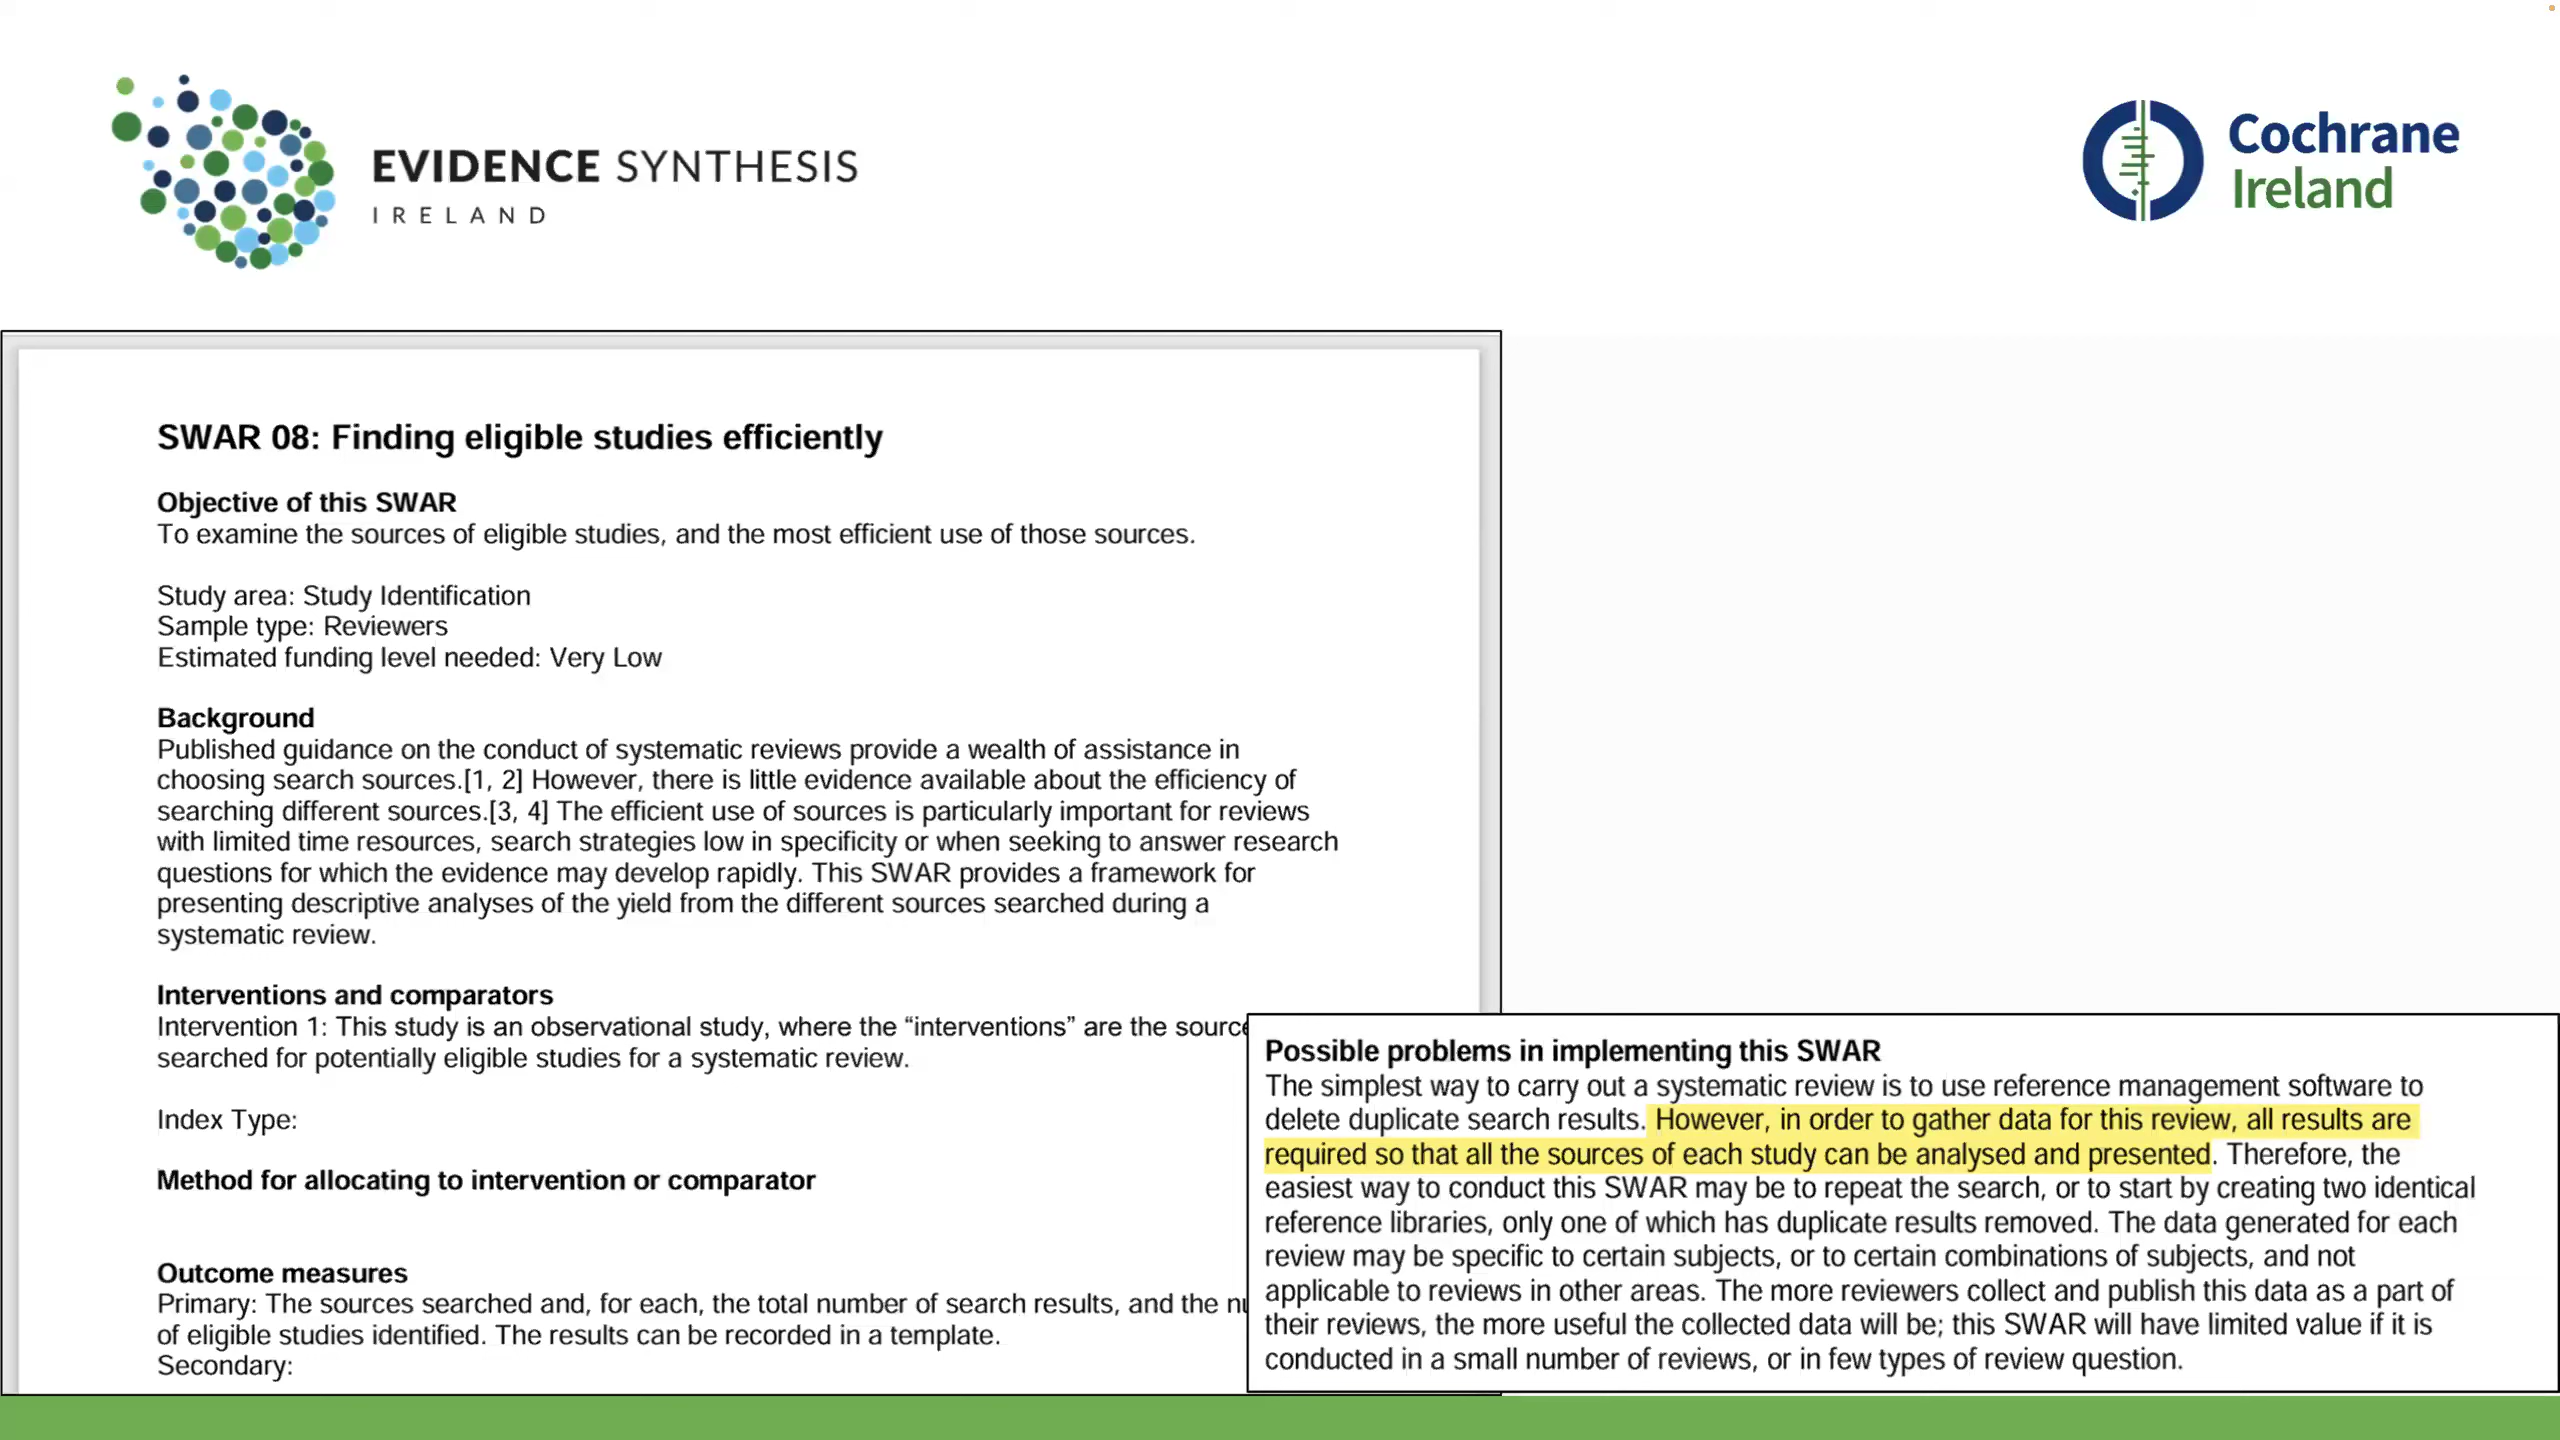 EVIDENCE SYNTHESIS
IRELAND
Cochrane
Ireland
SWAR 08: Finding eligible studies efficiently
Objective of this SWAR
To examine the sources of eligible studies, and the most efficient use of those sources.
Study area: Study Identification
Sample type: Reviewers
Estimated funding level needed: Very Low
Background
Published guidance on the conduct of systematic reviews provide a wealth of assistance in
choosing search sources.[1, 2] However, there is little evidence available about the efficiency of
searching different sources.[3, 4] The efficient use of sources is particularly important for reviews
with limited time resources, search strategies low in specificity or when seeking to answer research
questions for which the evidence may develop rapidly. This SWAR provides a framework for
presenting descriptive analyses of the yield from the different sources searched during a
systematic review.
Interventions and comparators
Intervention 1: This study is an observational study, where the “interventions” are the source
searched for potentially eligible studies for a systematic review.
Index Type:
Method for allocating to intervention or comparator
Outcome measures
Primary: The sources searched and, for each, the total number of search results, and the
of eligible studies identified. The results can be recorded in a template.
Secondary:
Possible problems in implementing this SWAR
The simplest way to carry out a systematic review is to use reference management software to
delete duplicate search results. However, in order to gather data for this review, all results are
required so that all the sources of each study can be analysed and presented. Therefore, the
easiest way to conduct this SWAR may be to repeat the search, or to start by creating two identical
reference libraries, only one of which has duplicate results removed. The data generated for each
review may be specific to certain subjects, or to certain combinations of subjects, and not
applicable to reviews in other areas. The more reviewers collect and publish this data as a part of
their reviews, the more useful the collected data will be; this SWAR will have limited value if it is
conducted in a small number of reviews, or in few types of review question.